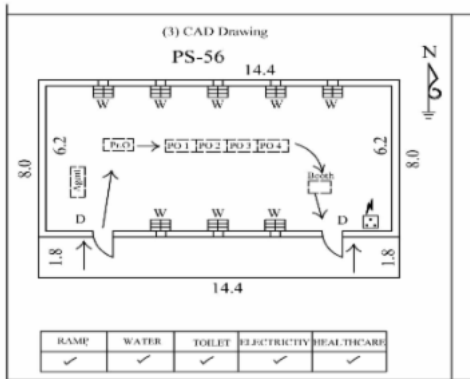 (3) CAD Drawing
PS-56
14.4
N
W W W W W
8.0
6.2
Pr.O
PO 1 PO 2 PO 3 PO 4
6.2
8.0
Agent
Booth
D
W W W
D
1.8
1.8
14.4
RAMP WATER TOILET ELECTRICITY HEALTHCARE
✓ ✓ ✓ ✓ ✓